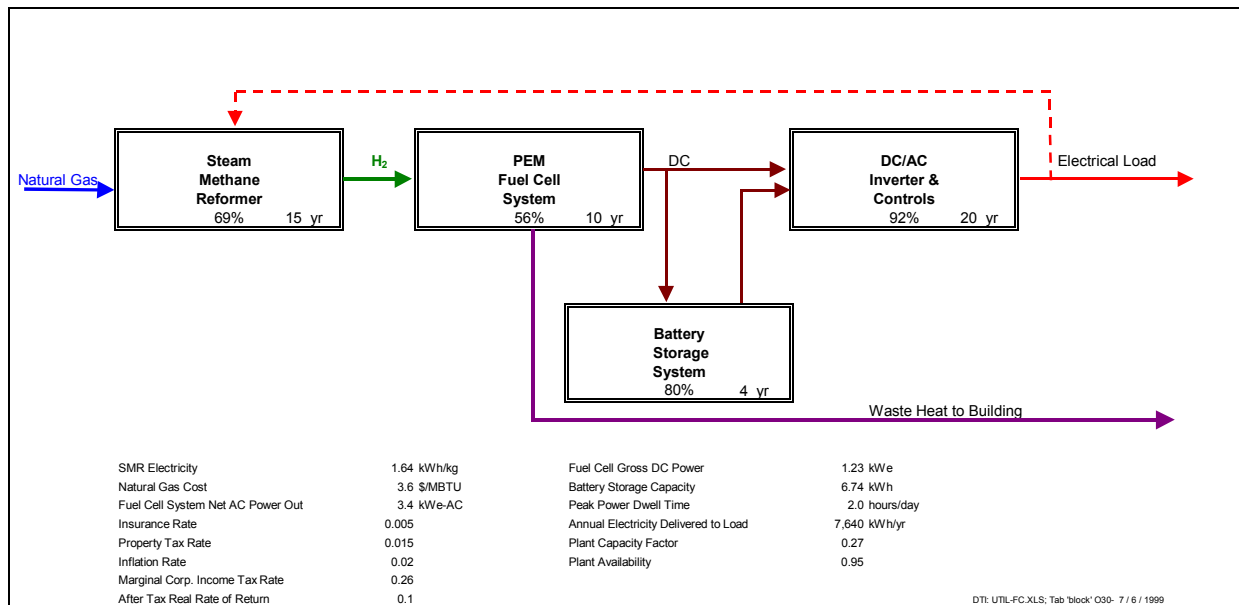 Natural Gas
Steam
Methane
Reformer
69% 15 yr
H₂
PEM
Fuel Cell
System
56% 10 yr
DC
DC/AC
Inverter &
Controls
92% 20 yr
Electrical Load
Battery
Storage
System
80% 4 yr
Waste Heat to Building
SMR Electricity 1.64 kWh/kg
Natural Gas Cost 3.6 $/MBTU
Fuel Cell System Net AC Power Out 3.4 kWe-AC
Insurance Rate 0.005
Property Tax Rate 0.015
Inflation Rate 0.02
Marginal Corp. Income Tax Rate 0.26
After Tax Real Rate of Return 0.1
Fuel Cell Gross DC Power 1.23 kWe
Battery Storage Capacity 6.74 kWh
Peak Power Dwell Time 2.0 hours/day
Annual Electricity Delivered to Load 7,640 kWh/yr
Plant Capacity Factor 0.27
Plant Availability 0.95
DTI: UTIL-FC.XLS; Tab 'block' O30- 7 / 6 / 1999